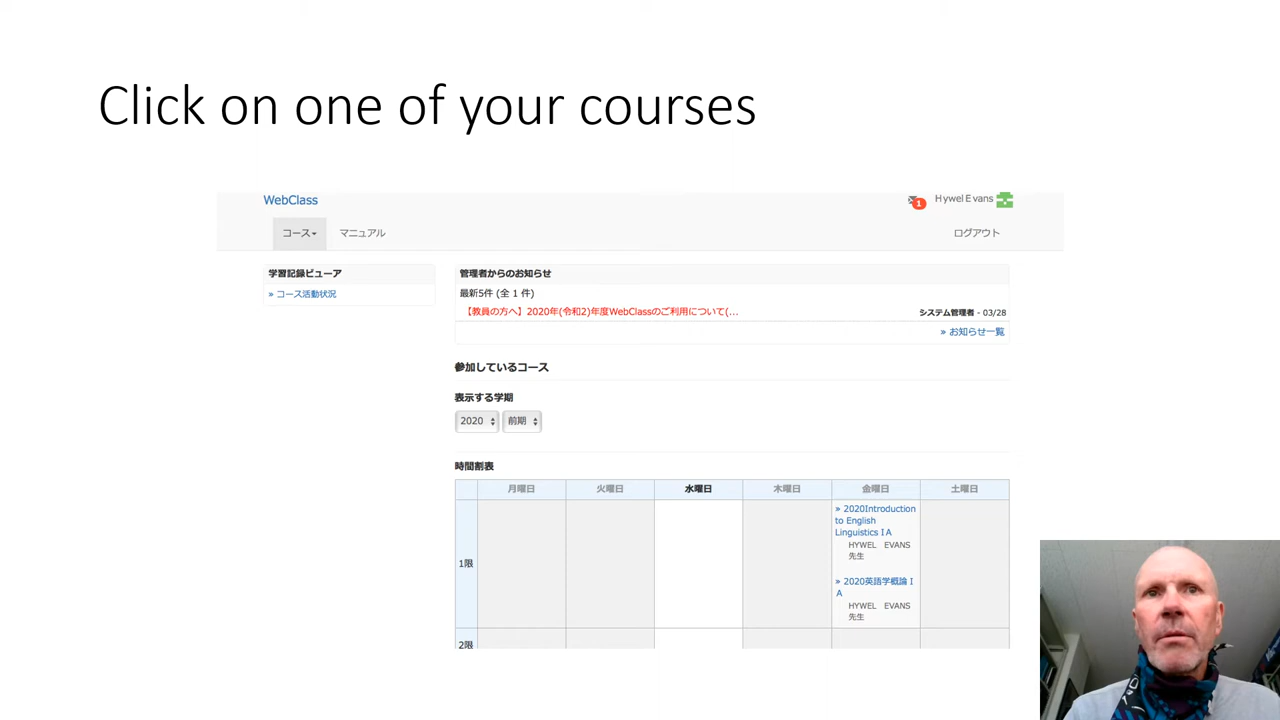 Click on one of your courses
WebClass
1
Hywel Evans
コース
マニュアル
ログアウト
学習記録ビューア
» コース活動状況
管理者からのお知らせ
最新5件 (全 1 件)
【教員の方へ】2020年(令和2)年度WebClassのご利用について(...
システム管理者 - 03/28
» お知らせ一覧
参加しているコース
表示する学期
2020 前期
時間割表
月曜日 火曜日 水曜日 木曜日 金曜日 土曜日
1限
» 2020Introduction
to English
Linguistics I A
HYWEL EVANS
先生
» 2020英語学概論 I
A
HYWEL EVANS
先生
2限